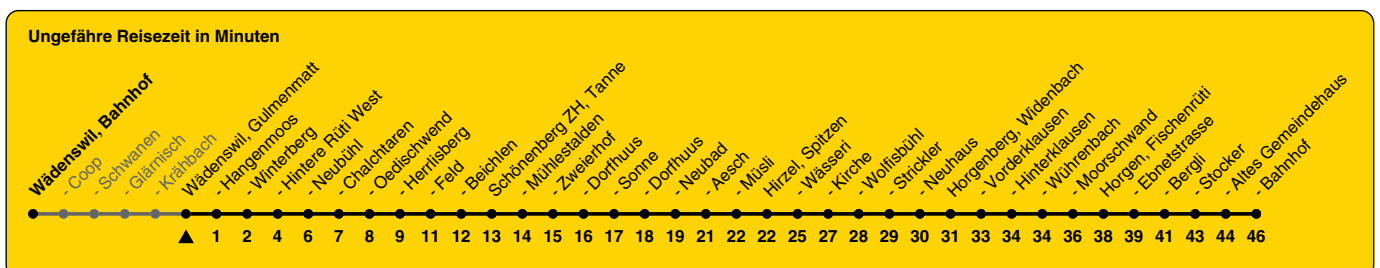 Ungefähre Reisezeit in Minuten
Wädenswil, Bahnhof
- Coop
- Schwanen
- Glärnisch
- Krähbach
Wädenswil, Gulmenmatt
- Hangenmoos
- Winterberg
- Hintere Rüti West
- Neubühl
- Chalchtaren
- Oedischwend
- Herrlisberg
- Feld
- Beichlen
Schönenberg ZH, Tanne
- Mühlestalden
- Zweierhof
- Dorfhuus
- Sonne
- Dorfhuus
- Neubad
- Aesch
- Müsli
Hirzel, Spitzen
- Wässeri
- Kirche
- Wolfisbühl
- Strickler
- Neuhaus
Horgenberg, Widenbach
- Vorderklausen
- Hinterklausen
- Wührenbach
- Moorschwand
Horgen, Fischenrüti
- Ebnetstrasse
- Bergli
- Stocker
- Altes Gemeindehaus
- Bahnhof
1 2 4 6 7 8 9 11 12 13 14 15 16 17 18 19 21 22 22 25 27 28 29 30 31 33 34 34 36 38 39 41 43 44 46